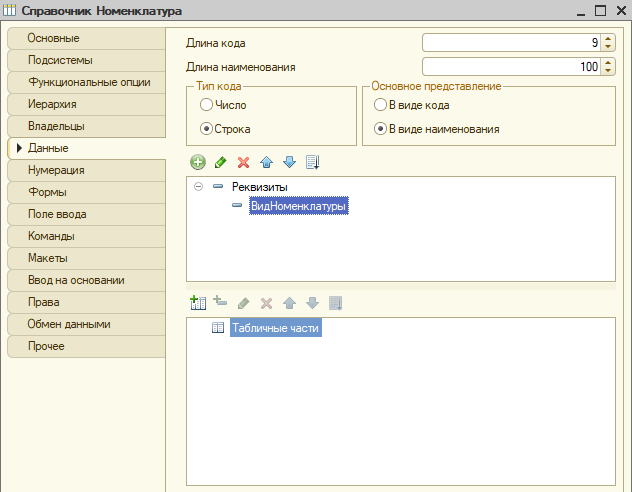 Справочник Номенклатура
Основные
Подсистемы
Функциональные опции
Иерархия
Владельцы
Данные
Нумерация
Формы
Поле ввода
Команды
Макеты
Ввод на основании
Права
Обмен данными
Прочее
Длина кода 9
Длина наименования 100
Тип кода
Число
Строка
Основное представление
В виде кода
В виде наименования
Реквизиты
ВидНоменклатуры
Табличные части